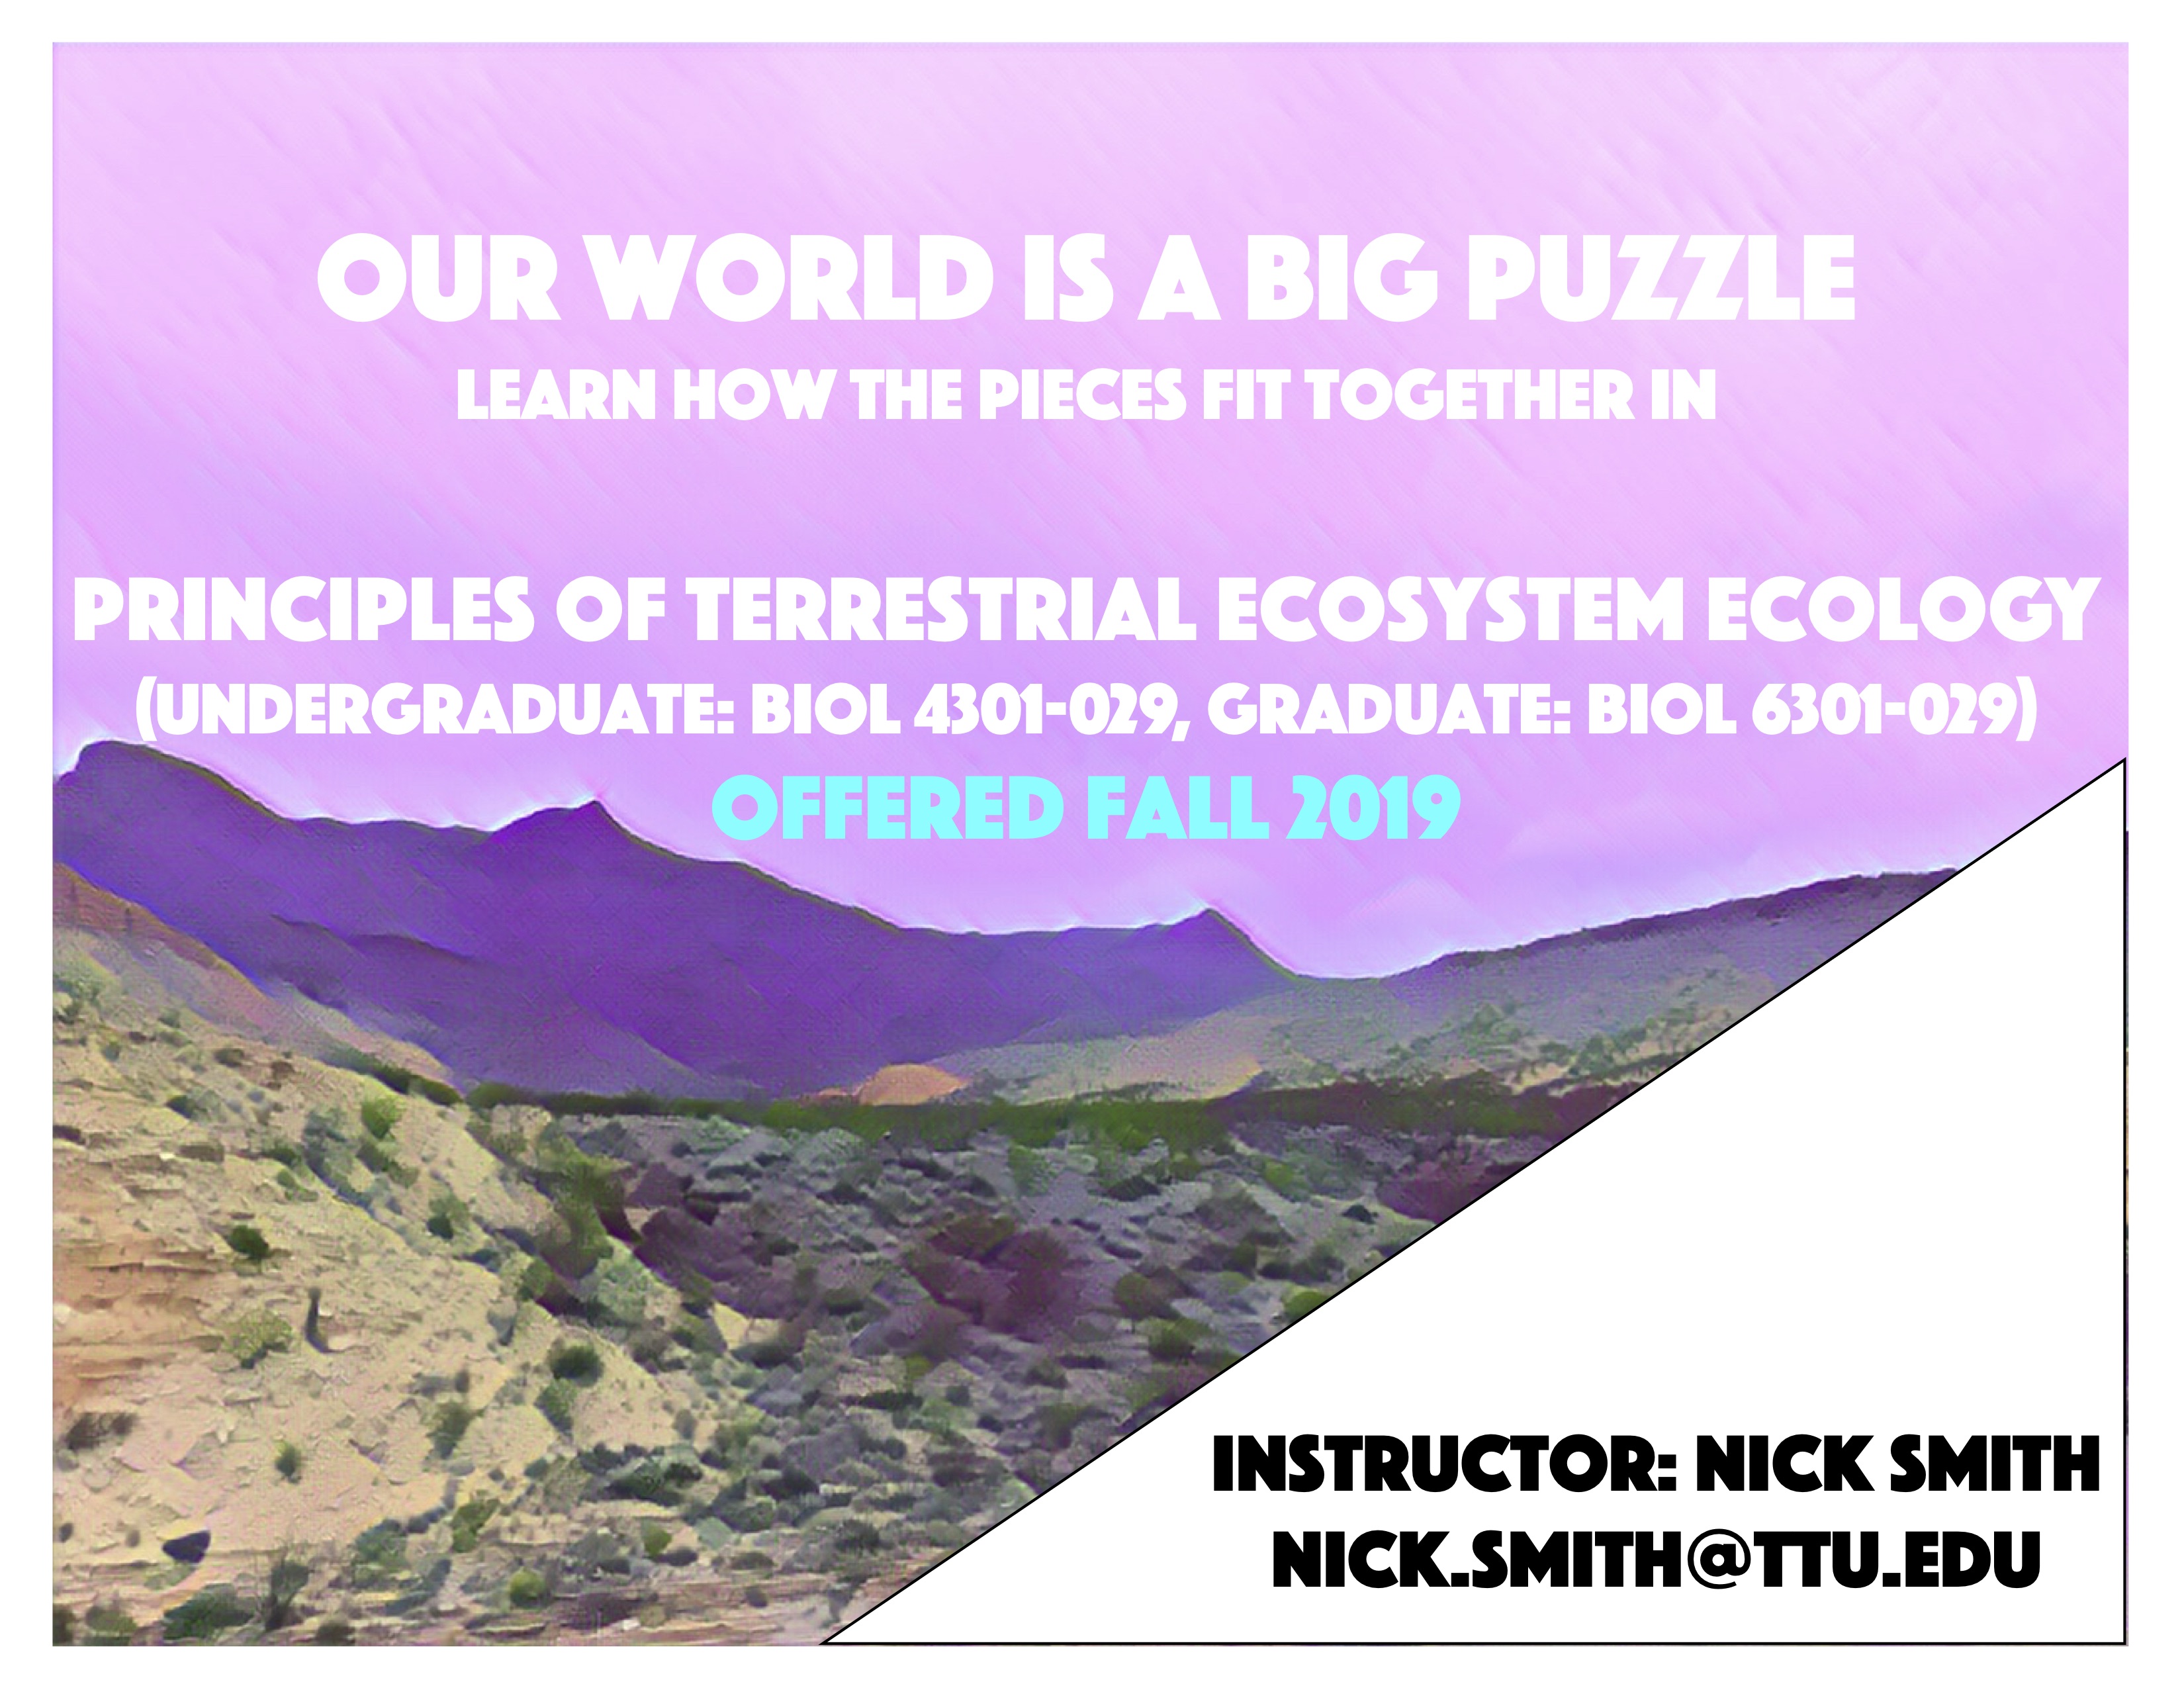 OUR WORLD IS A BIG PUZZLE
LEARN HOW THE PIECES FIT TOGETHER IN
PRINCIPLES OF TERRESTRIAL ECOSYSTEM ECOLOGY
(UNDERGRADUATE: BIOL 4301-029, GRADUATE: BIOL 6301-029)
OFFERED FALL 2019
INSTRUCTOR: NICK SMITH
NICK.SMITH@TTU.EDU